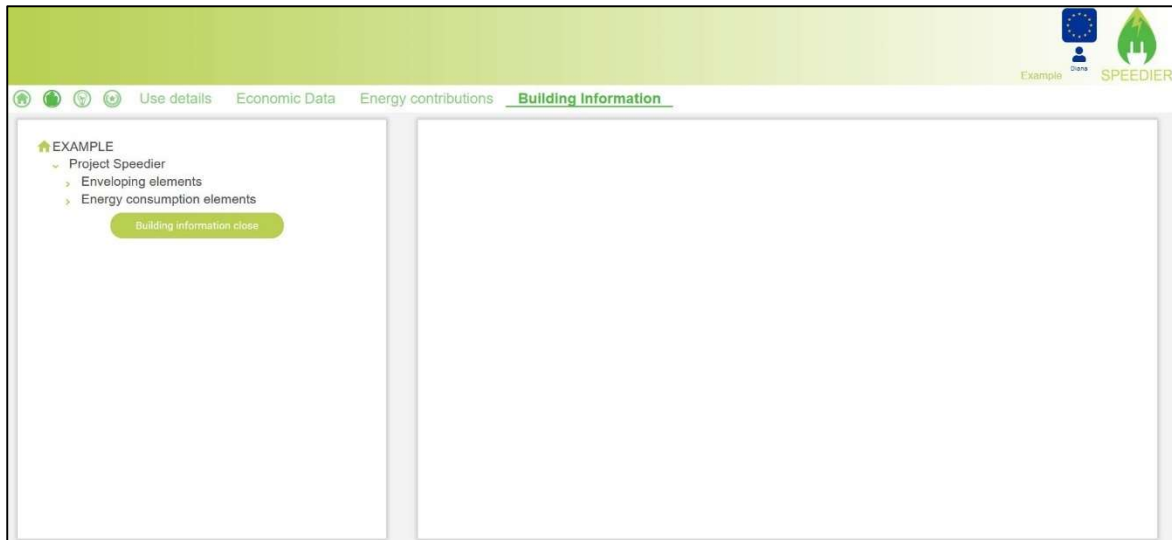 Diana
Example
SPEEDIER
Use details Economic Data Energy contributions Building Information
EXAMPLE
Project Speedier
Enveloping elements
Energy consumption elements
Building information close